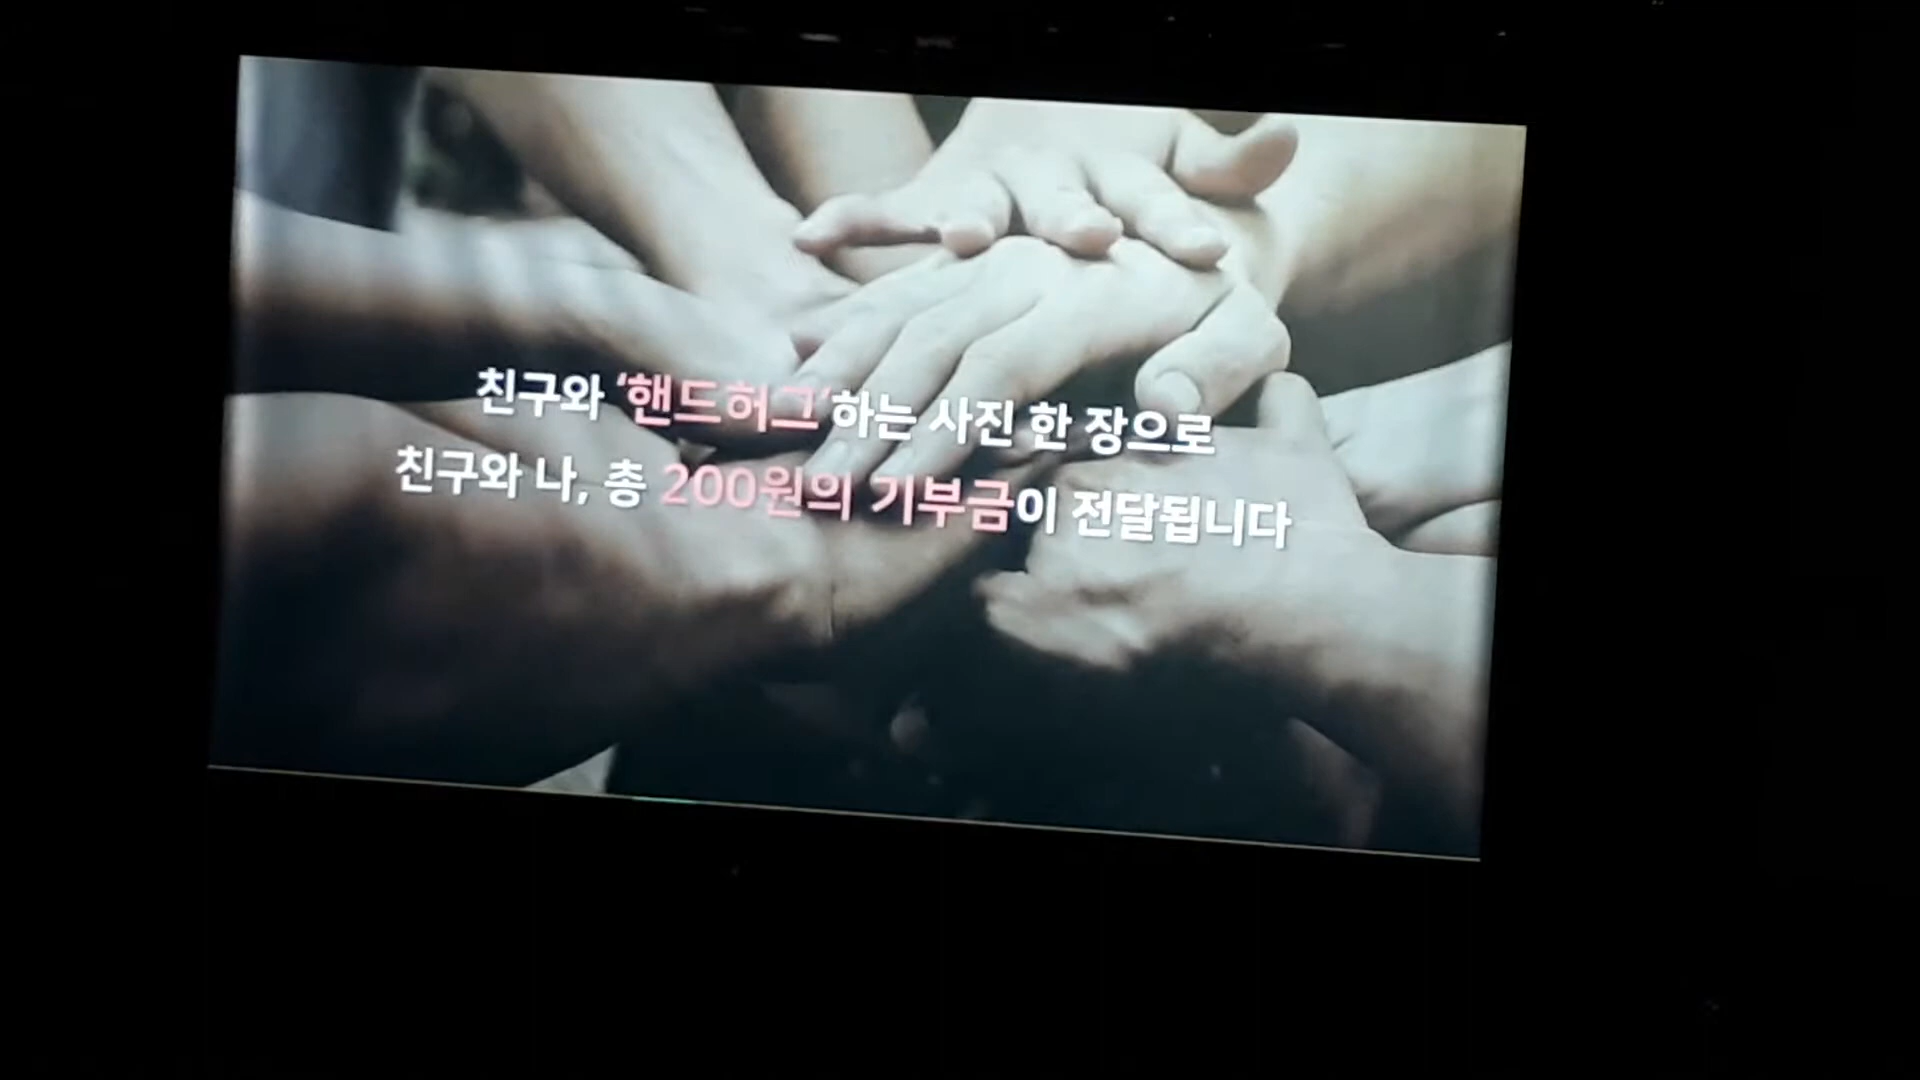 친구와 ‘핸드허그’하는 사진 한 장으로
친구와 나, 총 200원의 기부금이 전달됩니다